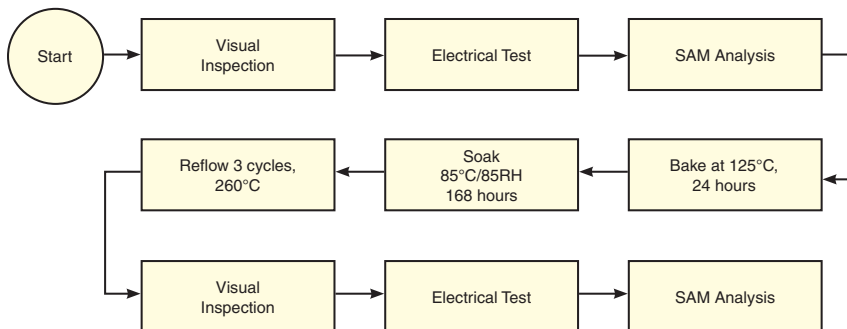 Start
Visual
Inspection
Electrical Test
SAM Analysis
Bake at 125°C,
24 hours
Soak
85°C/85RH
168 hours
Reflow 3 cycles,
260°C
Visual
Inspection
Electrical Test
SAM Analysis